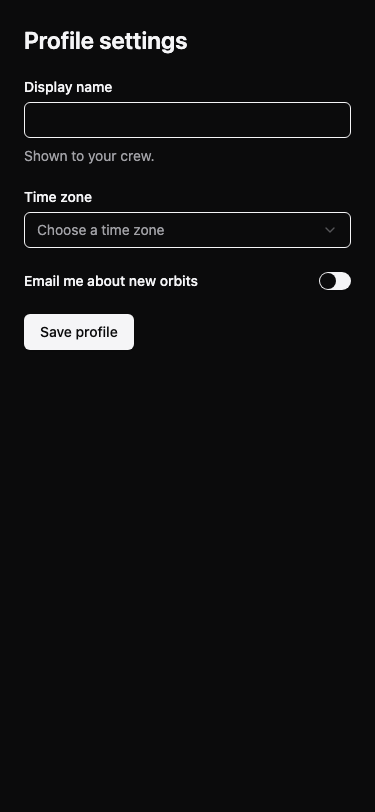 Profile settings
Display name
Shown to your crew.
Time zone
Choose a time zone
Email me about new orbits
Save profile